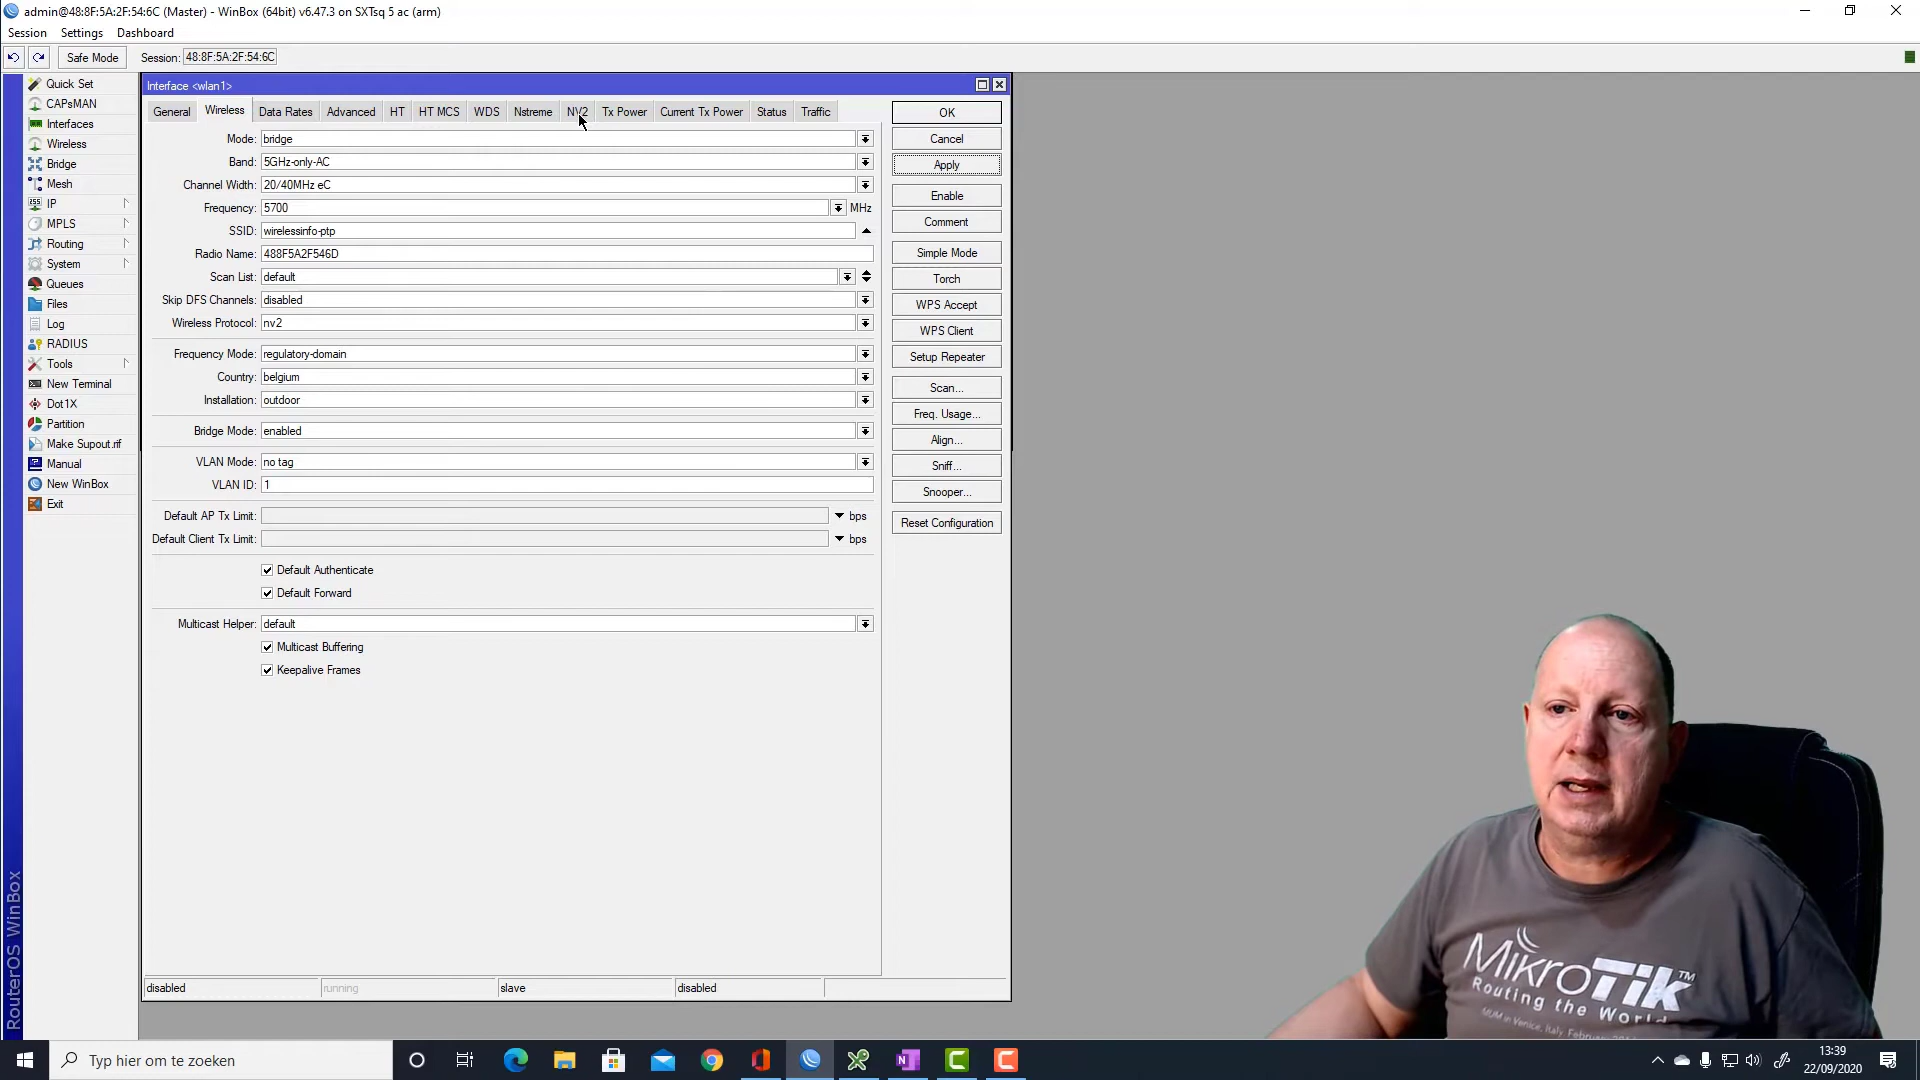 admin@48:8F:5A:2F:54:6C (Master) - WinBox (64bit) v6.47.3 on SXTsq 5 ac (arm)
Session Settings Dashboard
Safe Mode Session: 48:8F:5A:2F:54:6C
Quick Set
CAPsMAN
Interfaces
Wireless
Bridge
Mesh
IP
MPLS
Routing
System
Queues
Files
Log
RADIUS
Tools
New Terminal
Dot1X
Partition
Make Supout.rif
Manual
New WinBox
Exit
RouterOS WinBox
Interface <wlan1>
General Wireless Data Rates Advanced HT HT MCS WDS Nstreme NV2 Tx Power Current Tx Power Status Traffic
Mode: bridge
Band: 5GHz-only-AC
Channel Width: 20/40MHz eC
Frequency: 5700 MHz
SSID: wirelessinfo-ptp
Radio Name: 488F5A2F546D
Scan List: default
Skip DFS Channels: disabled
Wireless Protocol: nv2
Frequency Mode: regulatory-domain
Country: belgium
Installation: outdoor
Bridge Mode: enabled
VLAN Mode: no tag
VLAN ID: 1
Default AP Tx Limit: bps
Default Client Tx Limit: bps
Default Authenticate
Default Forward
Multicast Helper: default
Multicast Buffering
Keepalive Frames
OK
Cancel
Apply
Enable
Comment
Simple Mode
Torch
WPS Accept
WPS Client
Setup Repeater
Scan...
Freq. Usage...
Align...
Sniff...
Snooper...
Reset Configuration
disabled running slave disabled
MikroTik TM
Routing the World
MUM in Venice, Italy, Februar
Typ hier om te zoeken
13:39
22/09/2020